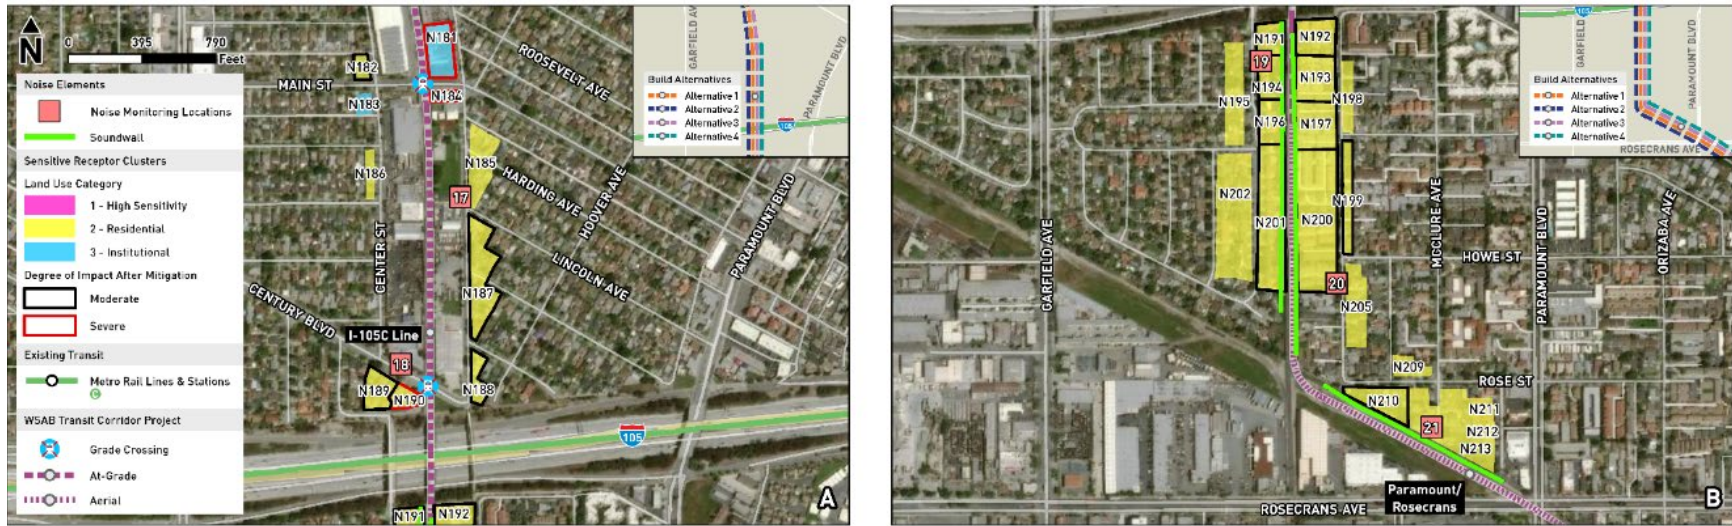 N
0 395 790
Feet
Noise Elements
Noise Monitoring Locations
Soundwall
Sensitive Receptor Clusters
Land Use Category
1 - High Sensitivity
2 - Residential
3 - Institutional
Degree of Impact After Mitigation
Moderate
Severe
Existing Transit
Metro Rail Lines & Stations
C
WSAB Transit Corridor Project
Grade Crossing
At-Grade
Aerial
N181
N182
MAIN ST
N183
N184
ROOSEVELT AVE
N185
N186
HARDING AVE
17
HOOVER AVE
CENTER ST
LINCOLN AVE
PARAMOUNT BLVD
N187
CENTURY BLVD
I-105C Line
18
N189
N190
N188
105
N191
N192
A
GARFIELD AV
PARAMOUNT BLVD
Build Alternatives
Alternative 1
Alternative 2
Alternative 3
Alternative 4
105
N191
N192
19
N193
N194
N195
N198
N196
N197
N202
N199
N201
N200
GARFIELD AVE
MCCLURE AVE
HOWE ST
PARAMOUNT BLVD
ORIZABA AVE
20
N205
N209
ROSE ST
N210
N211
21
N212
N213
Paramount/
Rosecrans
ROSECRANS AVE
B
105
GARFIELD A
PARAMOUNT BLVD
Build Alternatives
Alternative 1
Alternative 2
Alternative 3
Alternative 4
ROSECRANS AVE